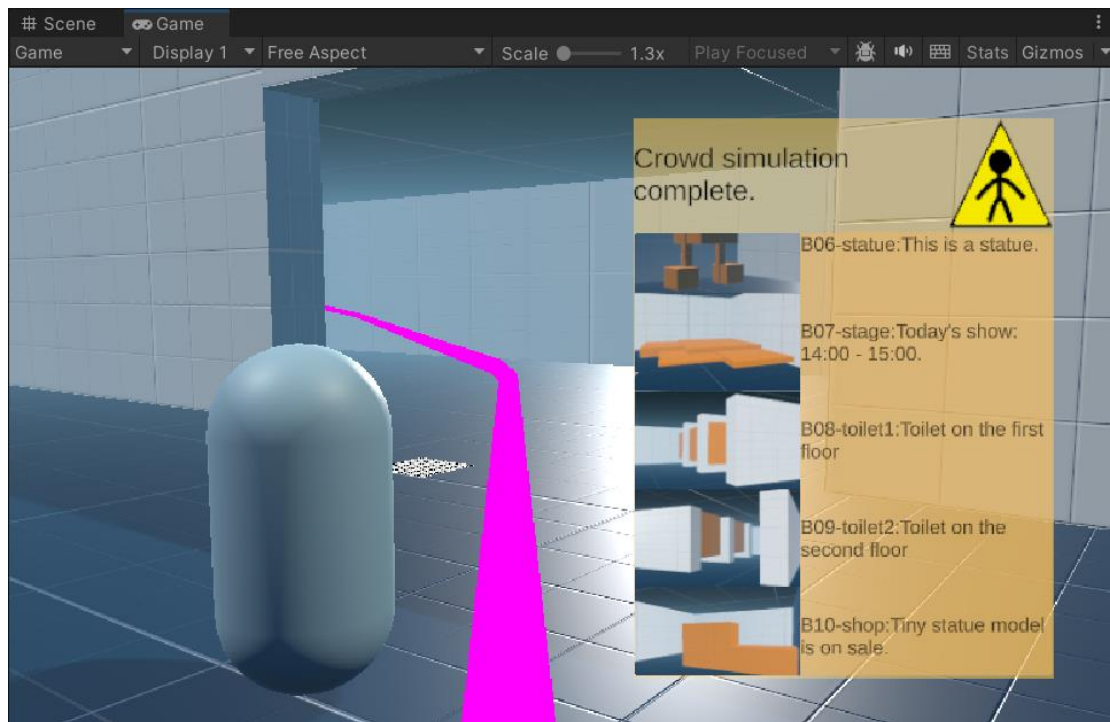 Scene Game
Game Display 1 Free Aspect Scale 1.3x Play Focused Stats Gizmos
Crowd simulation
complete.
B06-statue:This is a statue.
B07-stage:Today's show:
14:00 - 15:00.
B08-toilet1:Toilet on the first
floor
B09-toilet2:Toilet on the
second floor
B10-shop:Tiny statue model
is on sale.